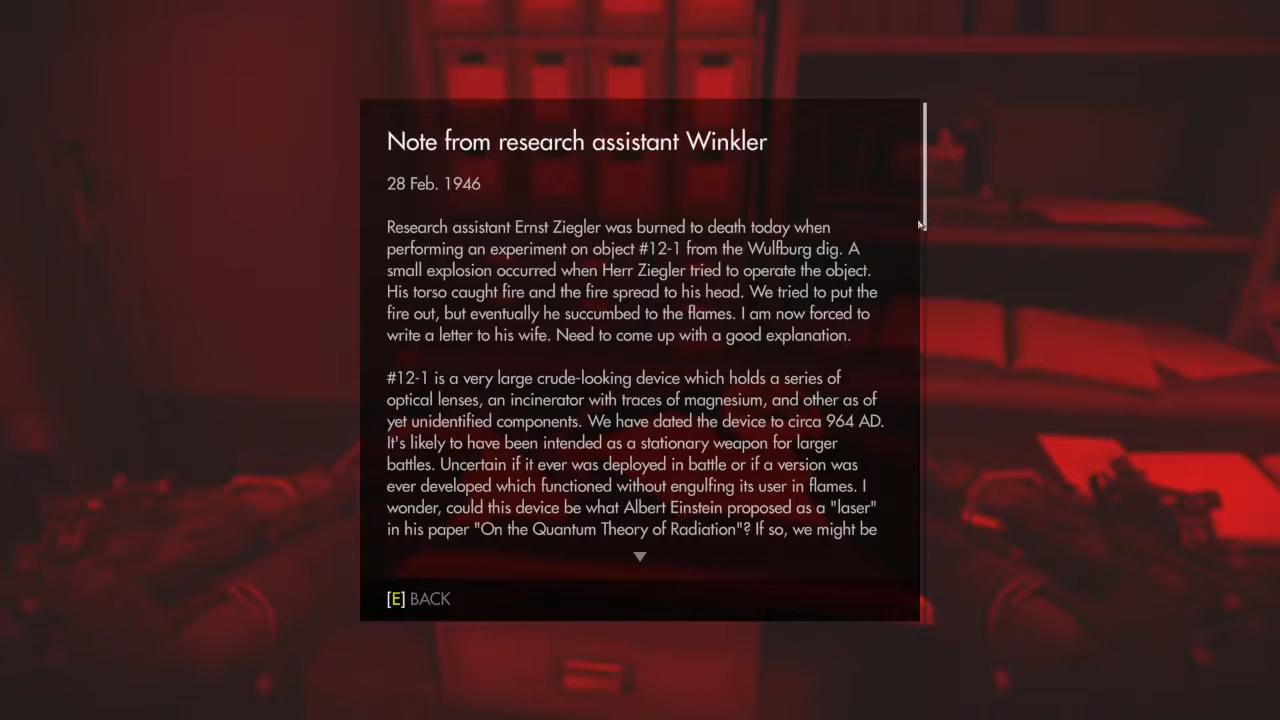 Note from research assistant Winkler
28 Feb. 1946
Research assistant Ernst Ziegler was burned to death today when
performing an experiment on object #12-1 from the Wulfburg dig. A
small explosion occurred when Herr Ziegler tried to operate the object.
His torso caught fire and the fire spread to his head. We tried to put the
fire out, but eventually he succumbed to the flames. I am now forced to
write a letter to his wife. Need to come up with a good explanation.
#12-1 is a very large crude-looking device which holds a series of
optical lenses, an incinerator with traces of magnesium, and other as of
yet unidentified components. We have dated the device to circa 964 AD.
It's likely to have been intended as a stationary weapon for larger
battles. Uncertain if it ever was deployed in battle or if a version was
ever developed which functioned without engulfing its user in flames. I
wonder, could this device be what Albert Einstein proposed as a "laser"
in his paper "On the Quantum Theory of Radiation"? If so, we might be
[E] BACK